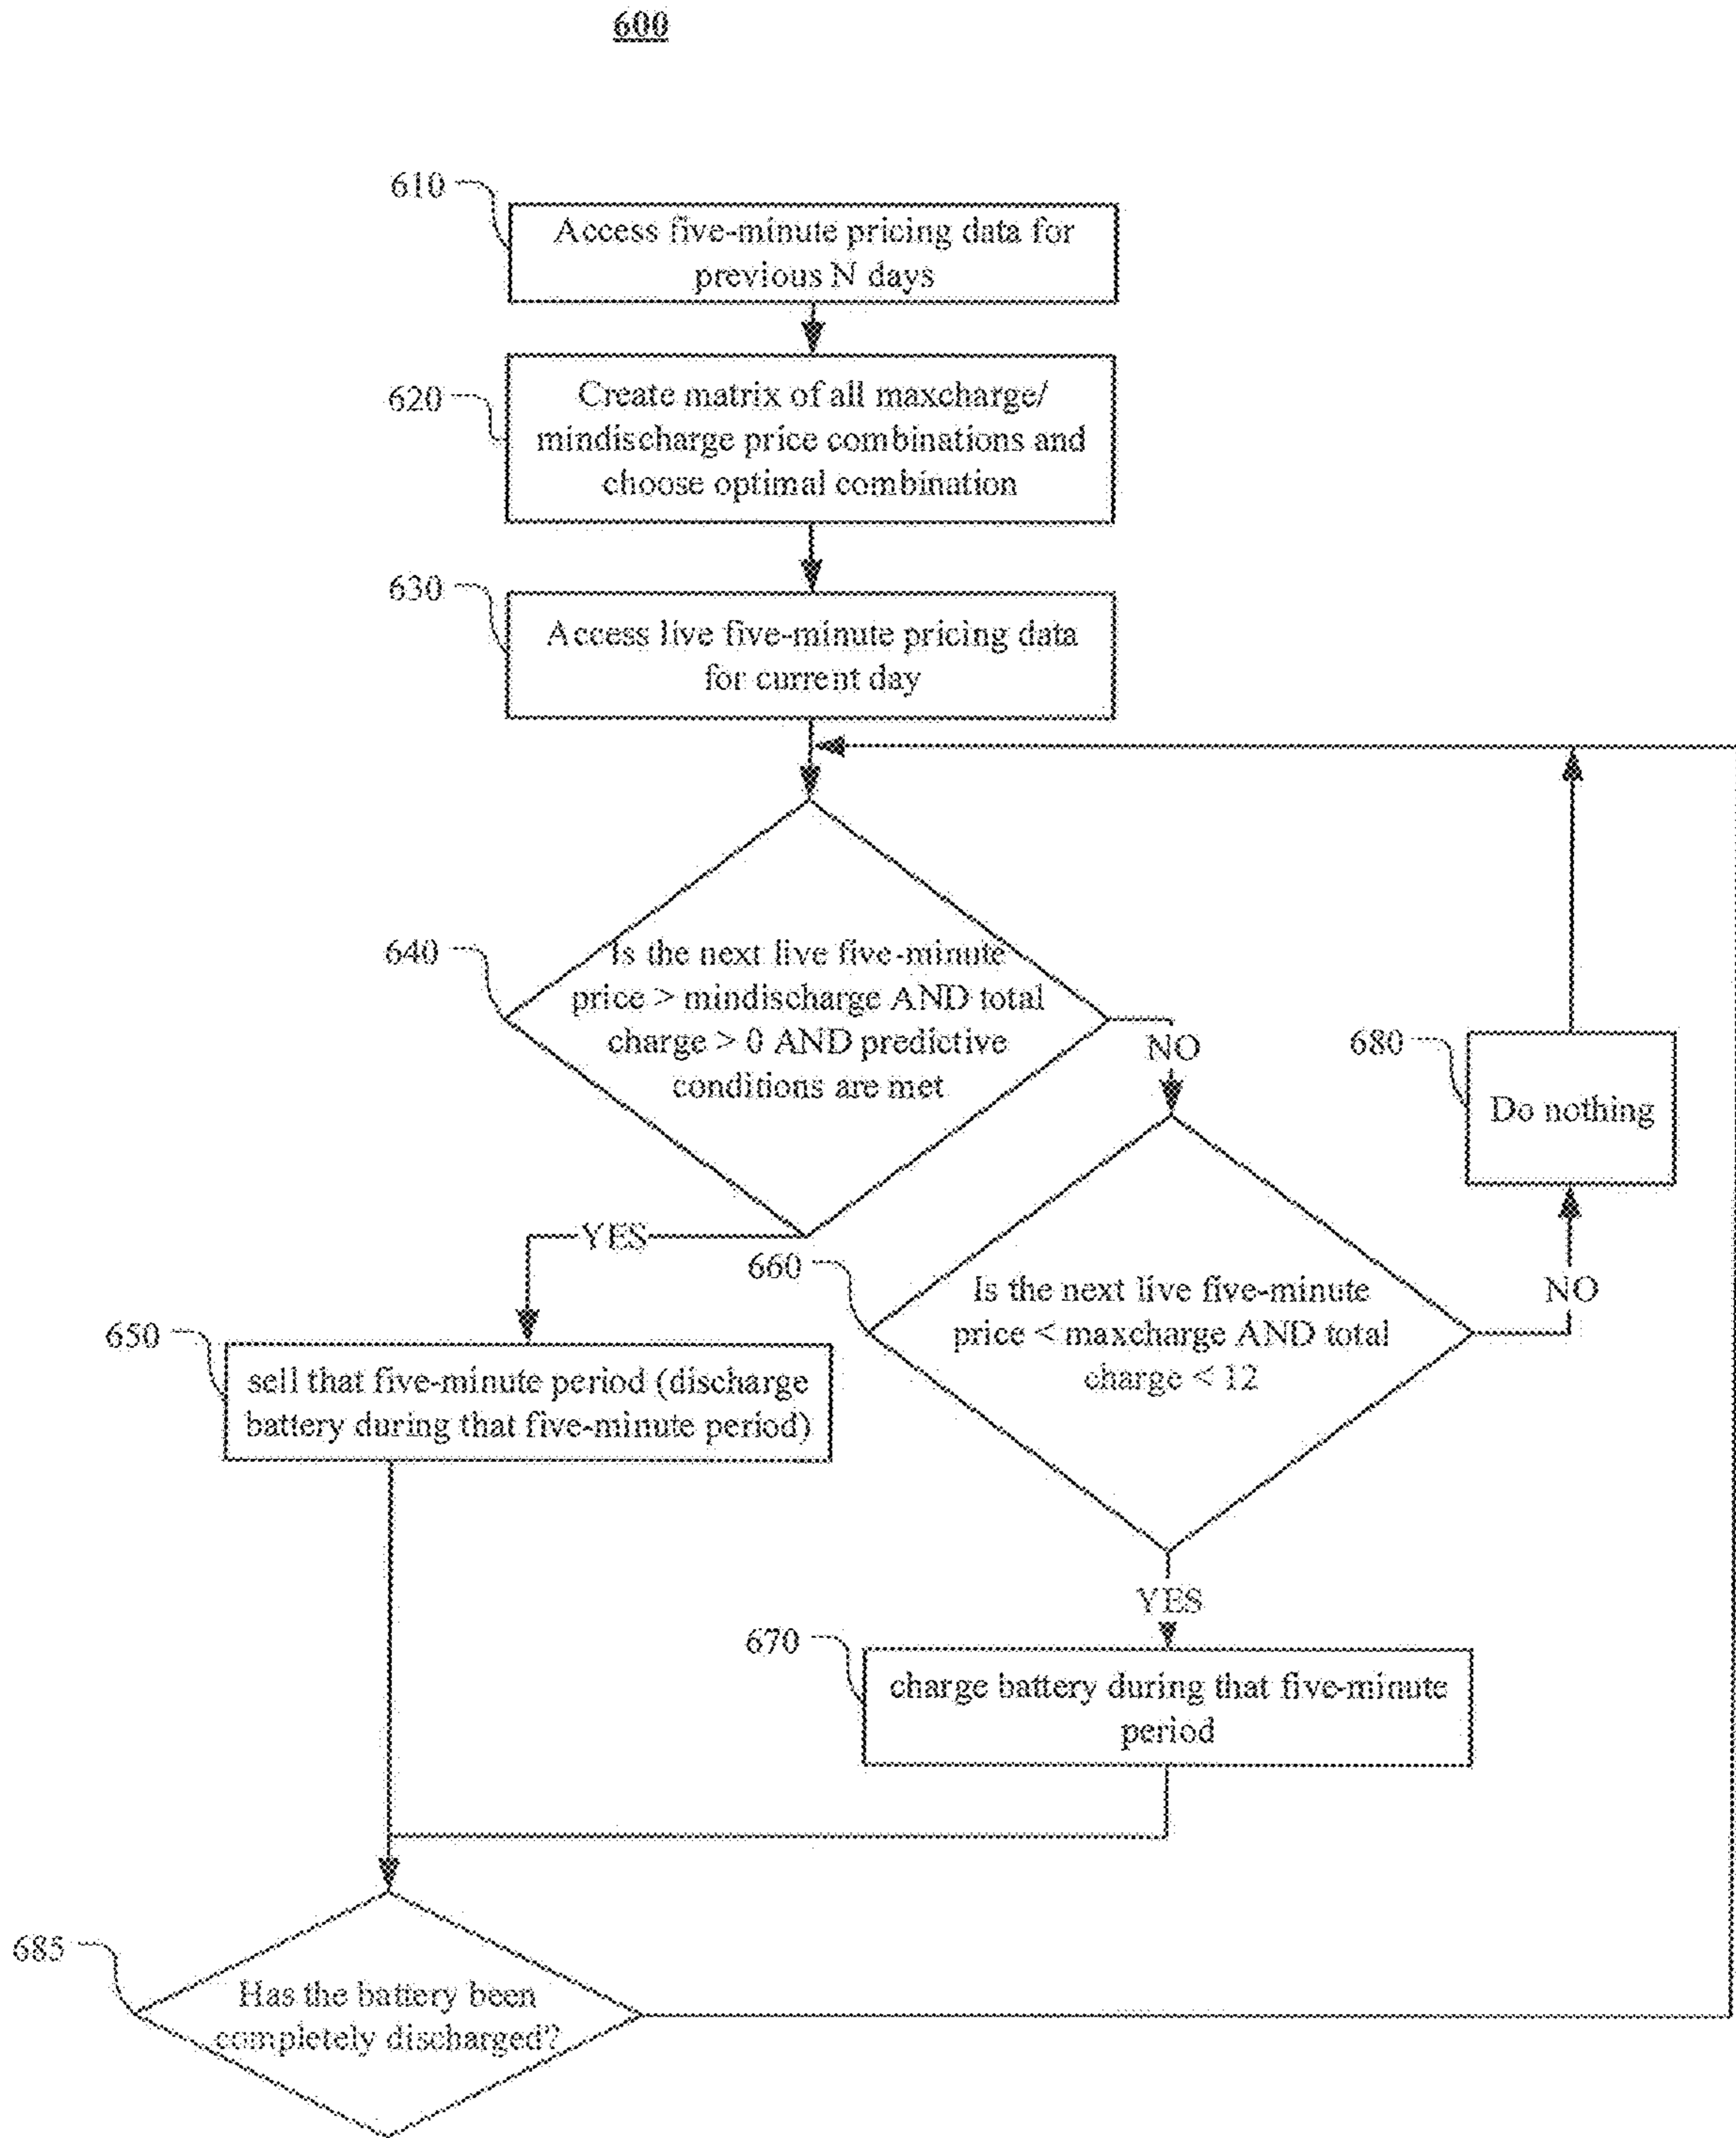 600
610
Access five-minute pricing data for
previous N days
620
Create matrix of all maxcharge/
mindischarge price combinations and
choose optimal combination
630
Access live five-minute pricing data
for current day
640
Is the next live five-minute
price > mindischarge AND total
charge > 0 AND predictive
conditions are met
NO
680
Do nothing
YES
660
Is the next live five-minute
price < maxcharge AND total
charge < 12
NO
650
sell that five-minute period (discharge
battery during that five-minute period)
YES
670
charge battery during that five-minute
period
685
Has the battery been
completely discharged?